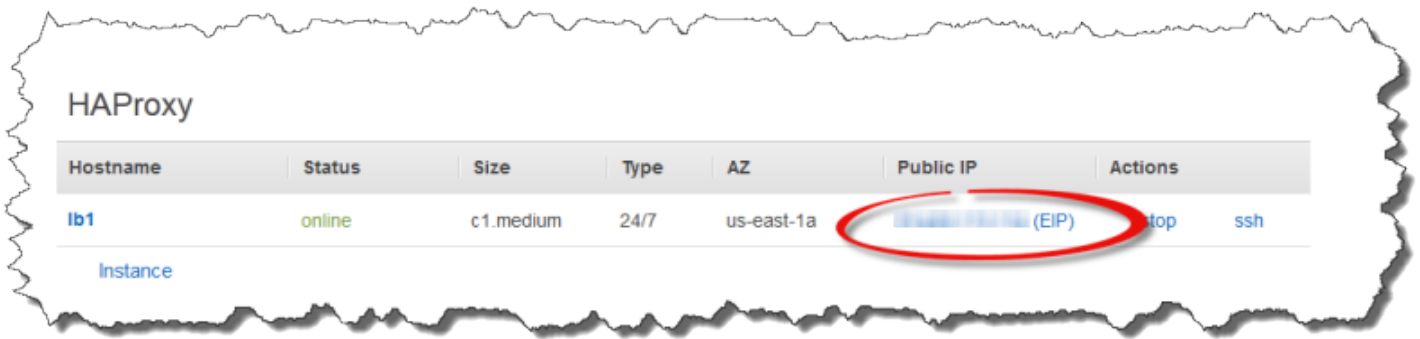 HAProxy
Hostname Status Size Type AZ Public IP Actions
lb1 online c1.medium 24/7 us-east-1a (EIP) stop ssh
Instance